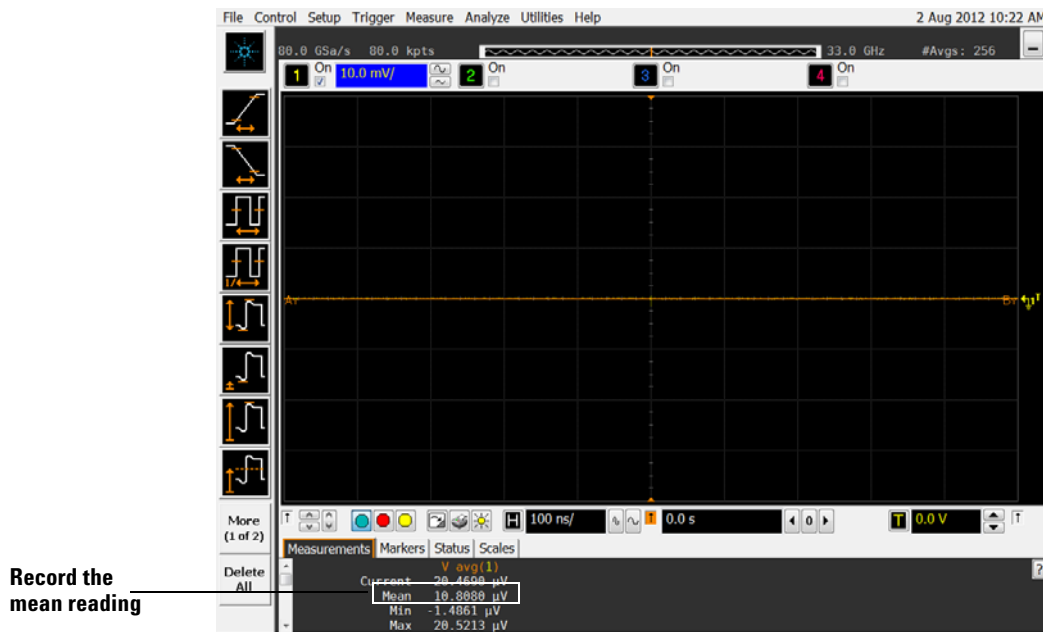 File Control Setup Trigger Measure Analyze Utilities Help 2 Aug 2012 10:22 AM
80.0 GSa/s 80.0 kpts 33.0 GHz #Avgs: 256
1 On 10.0 mV/ 2 On 3 On 4 On
More
(1 of 2)
Delete
All
H 100 ns/ 0.0 s 0 T 0.0 V
Measurements Markers Status Scales
V avg(1)
Current 20.4690 µV
Mean 10.8080 µV
Min -1.4861 µV
Max 20.5213 µV
Record the
mean reading